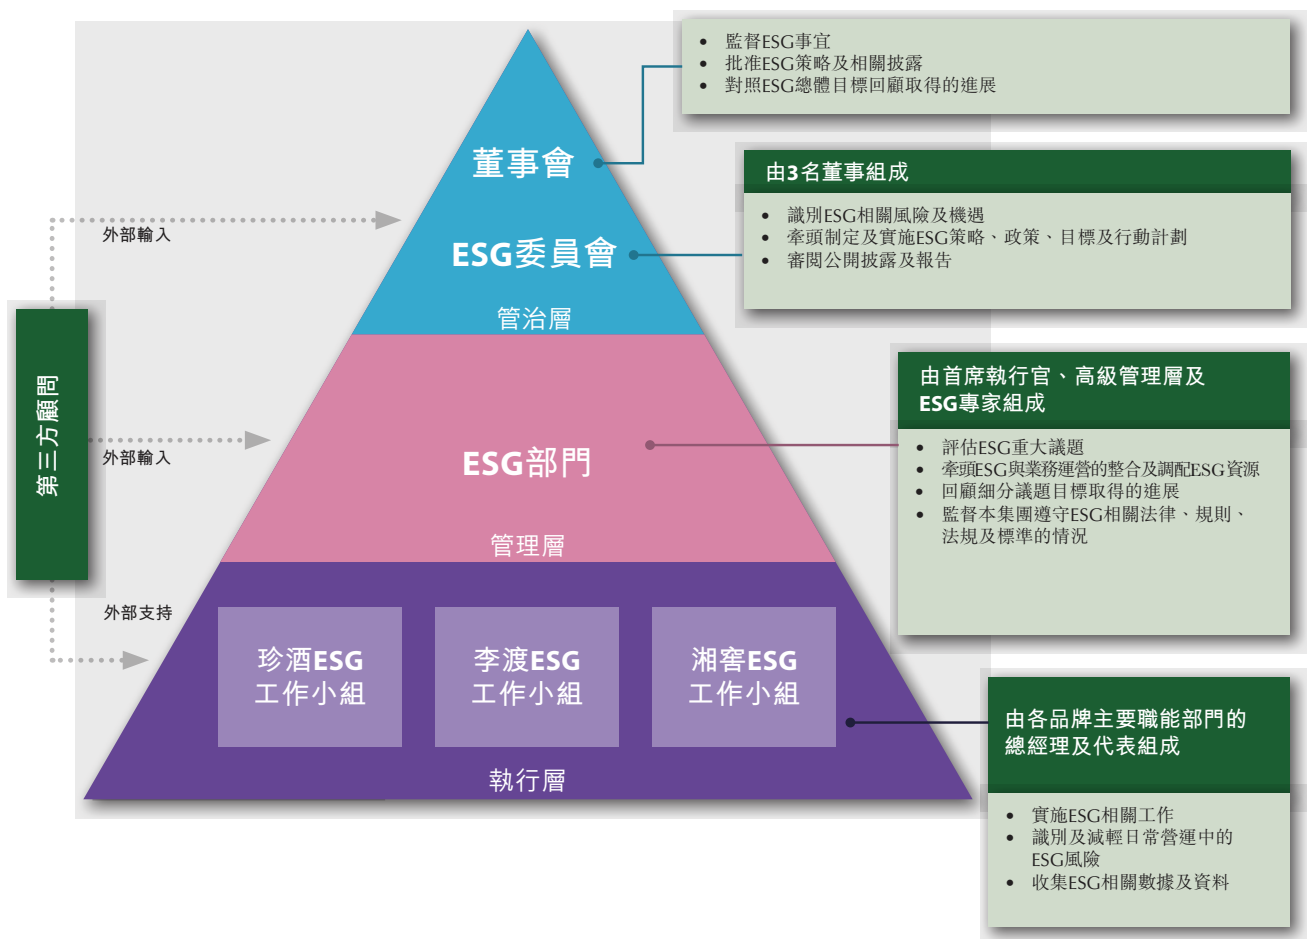 • 監督ESG事宜
• 批准ESG策略及相關披露
• 對照ESG總體目標回顧取得的進展
董事會
由3名董事組成
• 識別ESG相關風險及機遇
• 牽頭制定及實施ESG策略、政策、目標及行動計劃
• 審閱公開披露及報告
外部輸入
ESG委員會
管治層
第三方顧問
由首席執行官、高級管理層及
ESG專家組成
• 評估ESG重大議題
• 牽頭ESG與業務運營的整合及調配ESG資源
• 回顧細分議題目標取得的進展
• 監督本集團遵守ESG相關法律、規則、
法規及標準的情況
外部輸入
ESG部門
管理層
外部支持
珍酒ESG
工作小組
李渡ESG
工作小組
湘窖ESG
工作小組
執行層
由各品牌主要職能部門的
總經理及代表組成
• 實施ESG相關工作
• 識別及減輕日常營運中的
ESG風險
• 收集ESG相關數據及資料